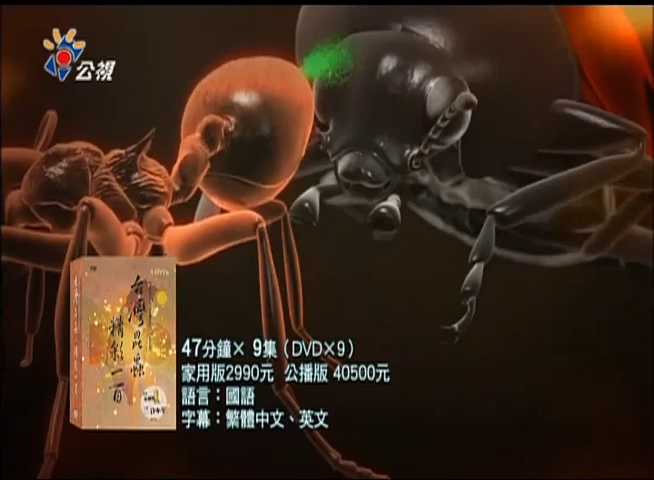 公視
台灣昆蟲
精彩一百
47分鐘× 9集（DVD×9）
家用版2990元 公播版 40500元
語言：國語
字幕：繁體中文、英文